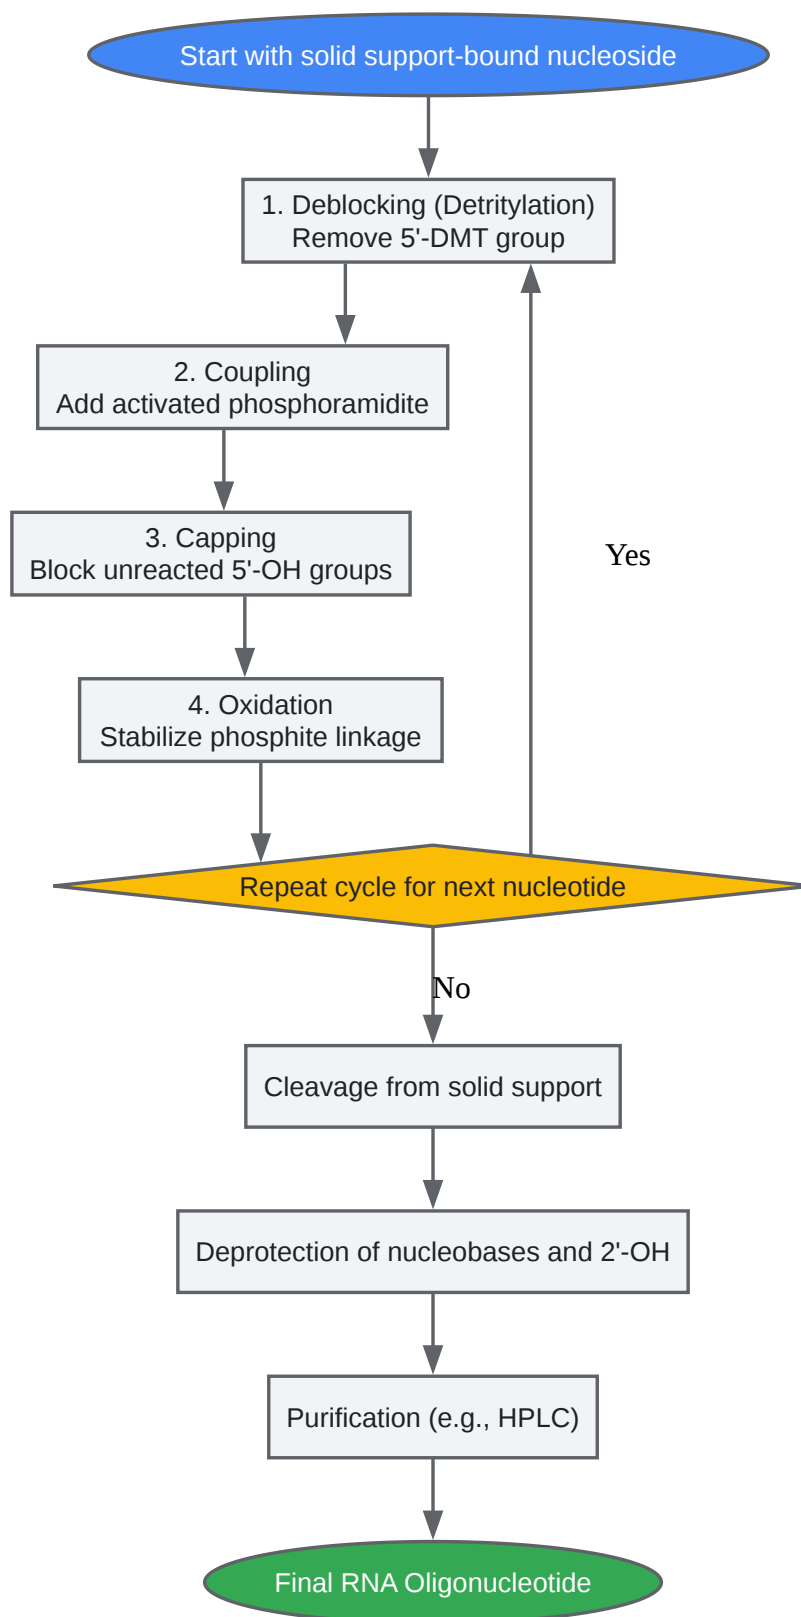 Start with solid support-bound nucleoside
1. Deblocking (Detritylation)
Remove 5'-DMT group
2. Coupling
Add activated phosphoramidite
3. Capping
Block unreacted 5'-OH groups
Yes
4. Oxidation
Stabilize phosphite linkage
Repeat cycle for next nucleotide
No
Cleavage from solid support
Deprotection of nucleobases and 2'-OH
Purification (e.g., HPLC)
Final RNA Oligonucleotide